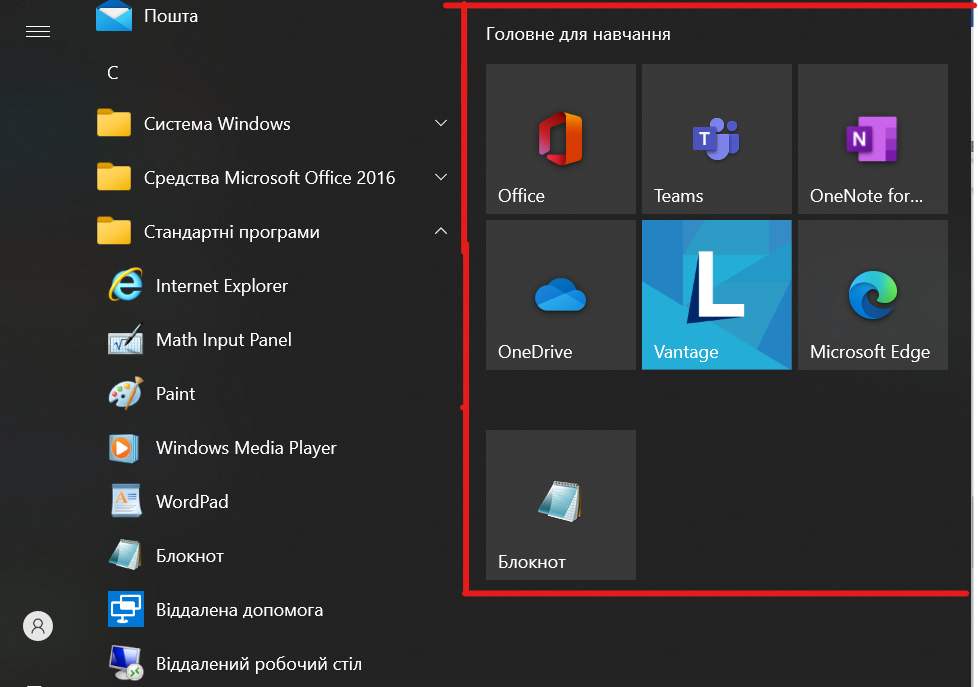 Пошта
С
Система Windows
Средства Microsoft Office 2016
Стандартні програми
Internet Explorer
Math Input Panel
Paint
Windows Media Player
WordPad
Блокнот
Віддалена допомога
Віддалений робочий стіл
Головне для навчання
Office
Teams
OneNote for...
OneDrive
Vantage
Microsoft Edge
Блокнот